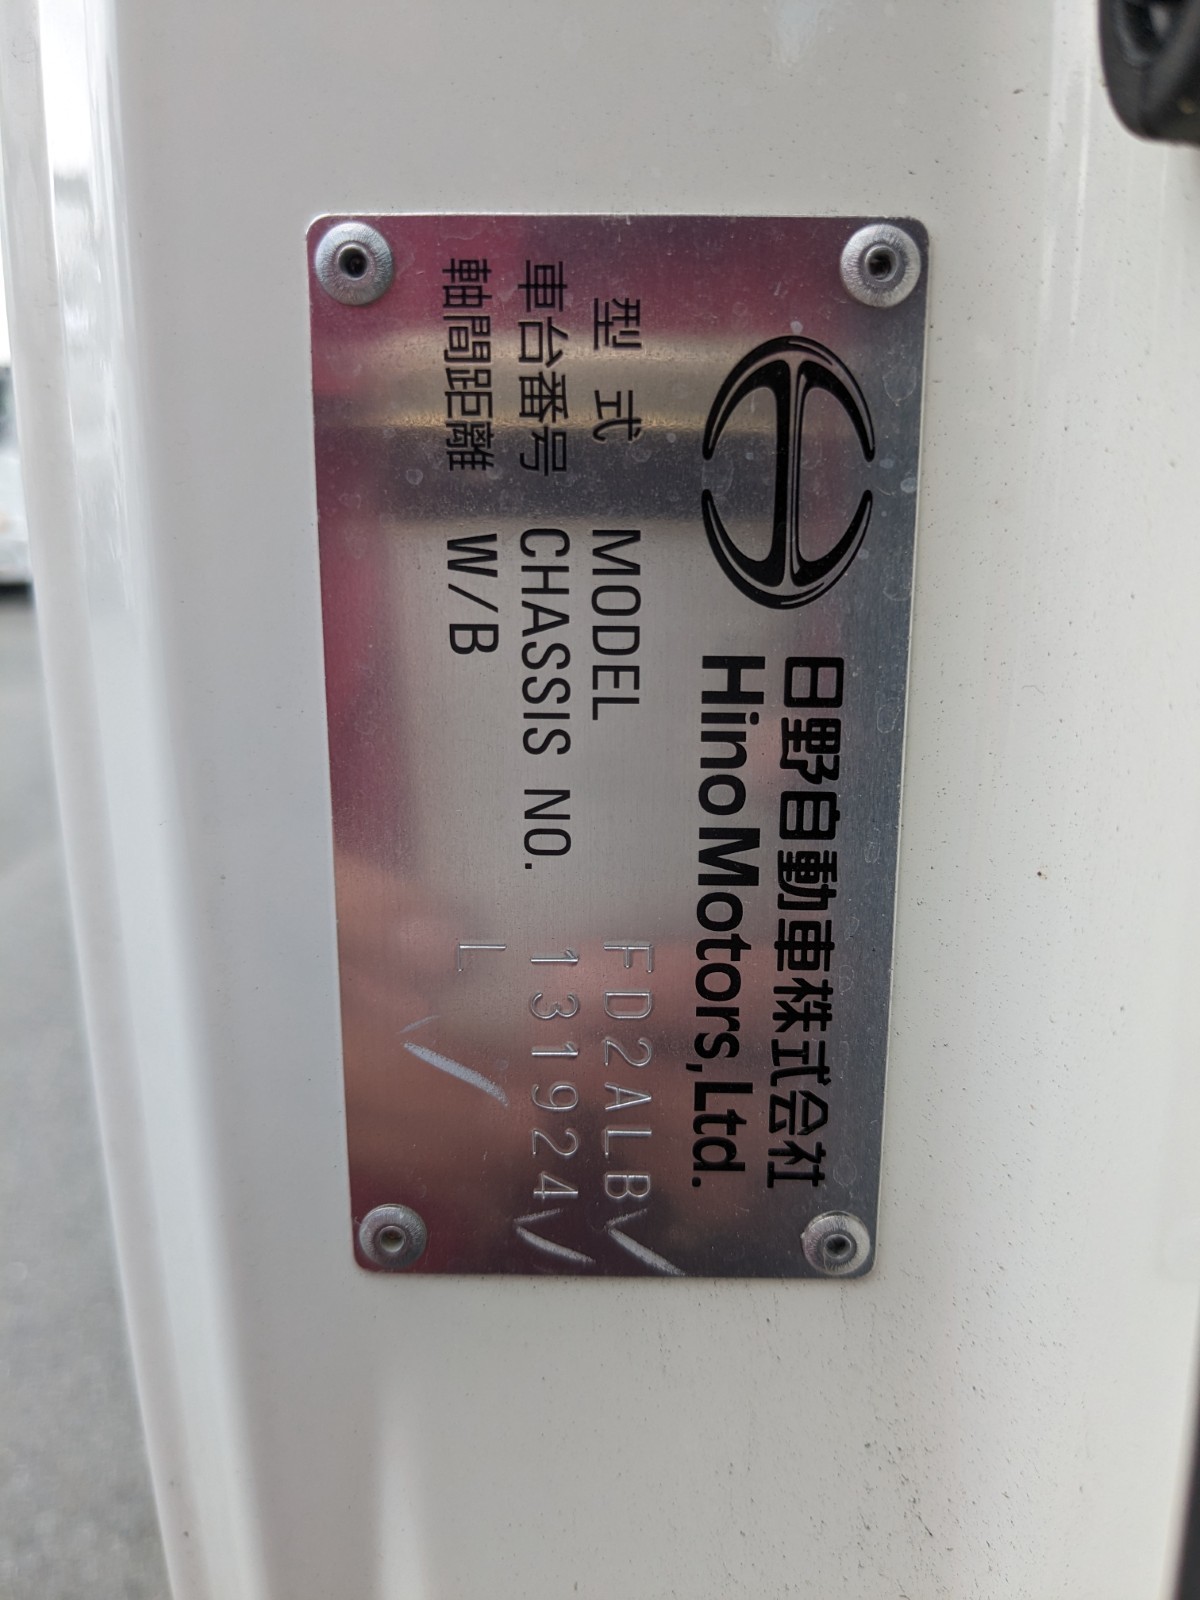 日野自動車株式会社
Hino Motors, Ltd.
型式 MODEL FD2ALB
車台番号 CHASSIS NO. 131924
軸間距離 W/B L